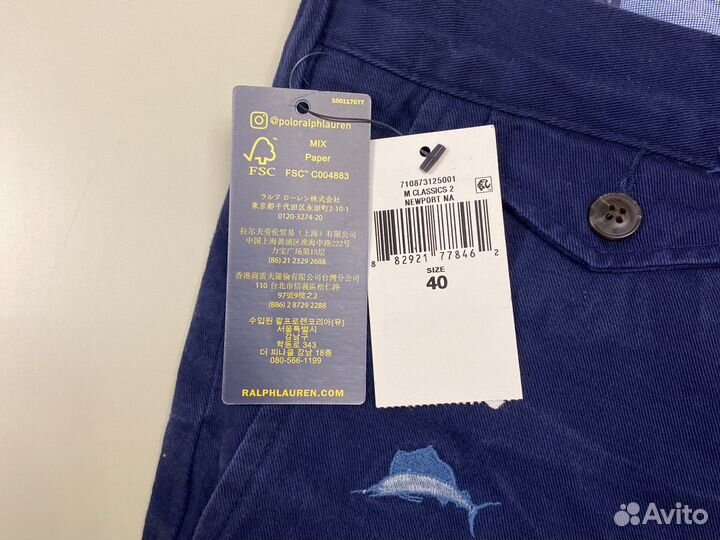 100117077
@poloralphlauren
MIX
Paper
FSC™ C004883
FSC
ラルフ ローレン株式会社
東京都千代田区永田町2-10-1
0120-3274-20
拉尔夫劳伦贸易（上海）有限公司
中国上海黄浦区淮海中路222号
力宝广场第15层
(86) 21 2329 2688
香港商雷夫羅倫有限公司台湾分公司
110 台北市信義區松仁路
97號9樓之2
(886) 2 8729 2288
수입원 랄프로렌코리아(유)
서울특별시
강남구
학동로 343
더 피나클 강남 18층
080-566-1199
RALPHLAUREN.COM
710873125001
M CLASSICS 2
NEWPORT NA
8 82921 77846 2
SIZE
40
Avito